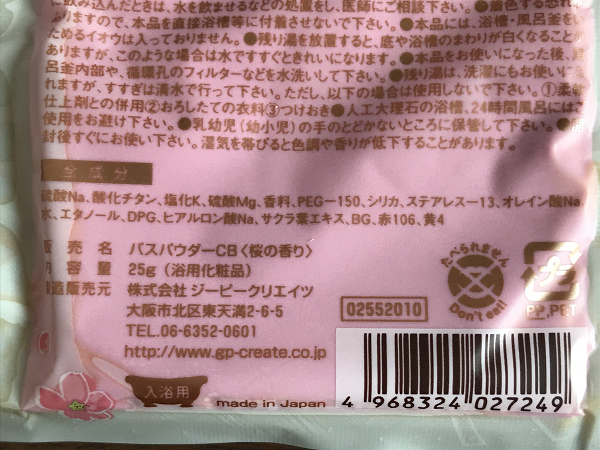 に飲み込んだときは、水を飲ませるなどの処置をし、医師にご相談下さい。●着色する恐れ
ありますので、本品を直接浴槽等に付着させないで下さい。●本品は、浴槽・風呂釜をい
ためるイオウは入っておりません。●残り湯を放置すると、底や浴槽のまわりが白くなることが
ありますが、このような場合は水ですすぐときれいになります。●本品をお使いになった後、
呂釜内部や、循環孔のフィルターなどを水洗いして下さい。●残り湯は、洗濯にもお使いに
れますが、すすぎは清水で行って下さい。ただし、以下の場合は使用しないで下さい。①柔軟
仕上剤との併用②おろしたての衣料③つけおき●人工大理石の浴槽、24時間風呂にはご
使用をお避け下さい。●乳幼児(幼小児)の手のとどかないところに保管して下さい。●開
封後すぐにお使い下さい。湿気を帯びると色調や香りが低下することがあります。
全成分
硫酸Na、酸化チタン、塩化K、硫酸Mg、香料、PEG－150、シリカ、ステアレス－13、オレイン酸Na、
水、エタノール、DPG、ヒアルロン酸Na、サクラ葉エキス、BG、赤106、黄4
販売名 バスパウダーCB〈桜の香り〉
内容量 25g(浴用化粧品)
製造販売元 株式会社 ジーピークリエイツ
大阪市北区東天満2-6-5
TEL.06-6352-0601
http://www.gp-create.co.jp
02552010
たべられません
Don't eat!
プラ
PP,PET
入浴用
made in Japan
4 968324 027249